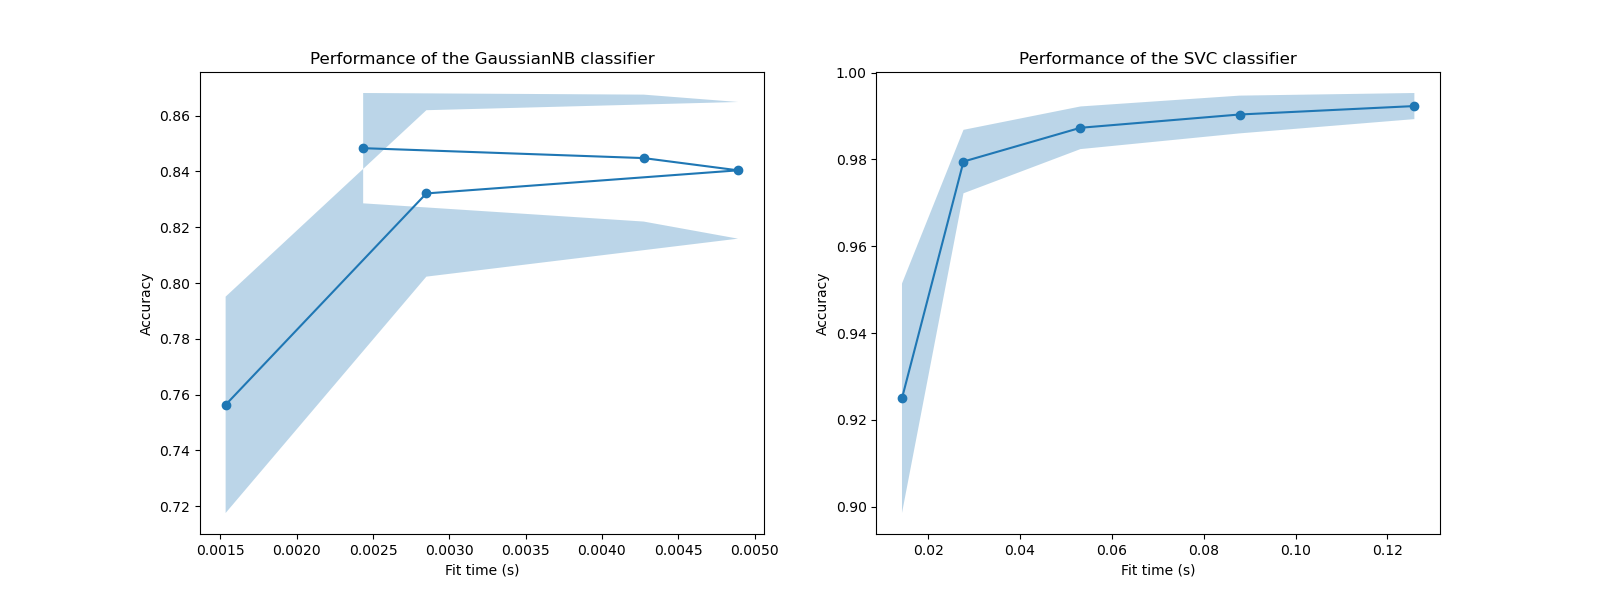 Performance of the GaussianNB classifier
0.86
0.84
0.82
0.80
0.78
0.76
0.74
0.72
Accuracy
0.0015 0.0020 0.0025 0.0030 0.0035 0.0040 0.0045 0.0050
Fit time (s)
Performance of the SVC classifier
1.00
0.98
0.96
0.94
0.92
0.90
Accuracy
0.02 0.04 0.06 0.08 0.10 0.12
Fit time (s)